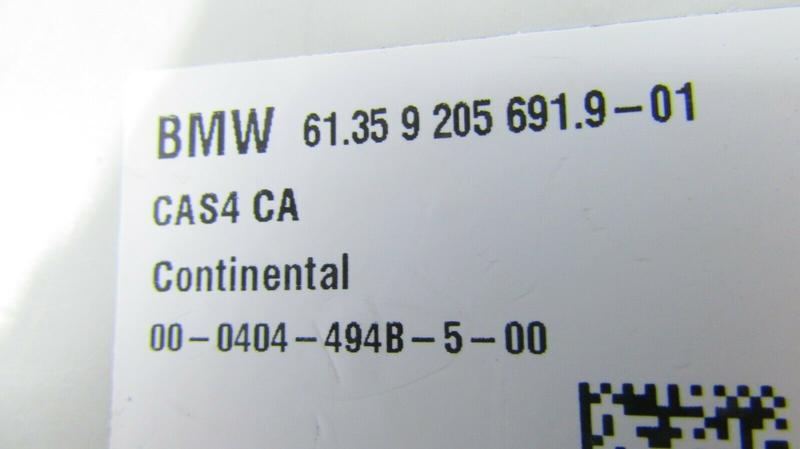 BMW 61.35 9 205 691.9-01
CAS4 CA
Continental
00-0404-494B-5-00